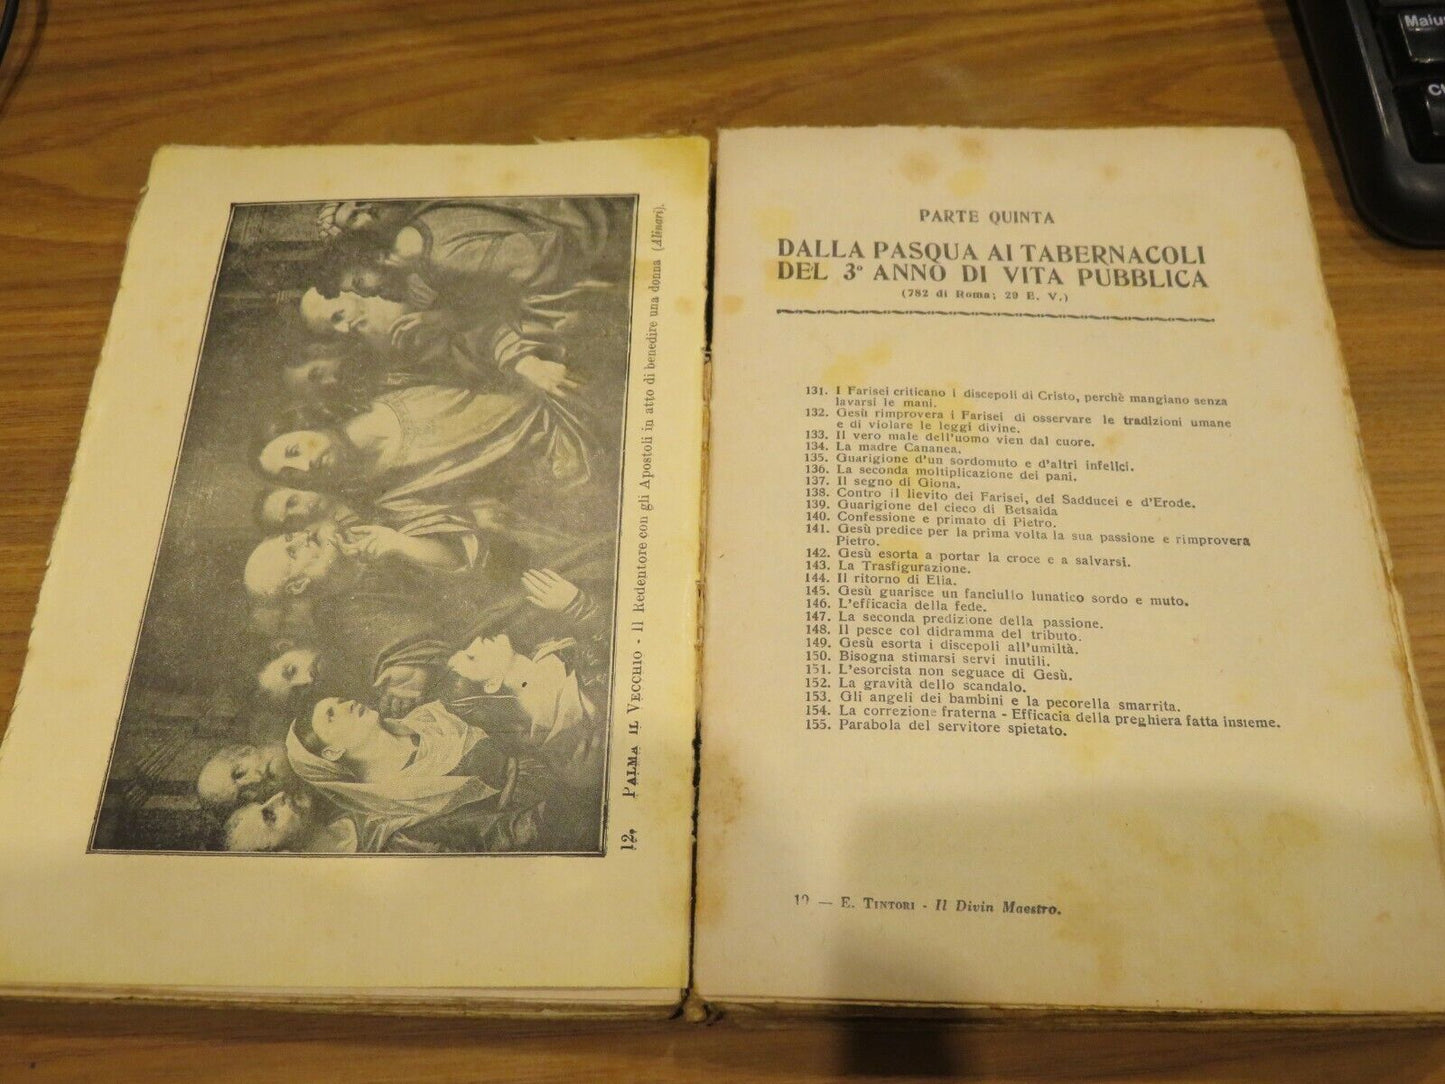 12. PALMA IL VECCHIO - Il Redentore con gli Apostoli in atto di benedire una donna (Alinari).
PARTE QUINTA
DALLA PASQUA AI TABERNACOLI
DEL 3º ANNO DI VITA PUBBLICA
(782 di Roma; 29 E. V.)
131. I Farisei criticano i discepoli di Cristo, perchè mangiano senza
lavarsi le mani.
132. Gesù rimprovera i Farisei di osservare le tradizioni umane
e di violare le leggi divine.
133. Il vero male dell'uomo vien dal cuore.
134. La madre Cananea.
135. Guarigione d'un sordomuto e d'altri infelici.
136. La seconda moltiplicazione dei pani.
137. Il segno di Giona.
138. Contro il lievito dei Farisei, dei Sadducei e d'Erode.
139. Guarigione del cieco di Betsaida
140. Confessione e primato di Pietro.
141. Gesù predice per la prima volta la sua passione e rimprovera
Pietro.
142. Gesù esorta a portar la croce e a salvarsi.
143. La Trasfigurazione.
144. Il ritorno di Elia.
145. Gesù guarisce un fanciullo lunatico sordo e muto.
146. L'efficacia della fede.
147. La seconda predizione della passione.
148. Il pesce col didramma del tributo.
149. Gesù esorta i discepoli all'umiltà.
150. Bisogna stimarsi servi inutili.
151. L'esorcista non seguace di Gesù.
152. La gravità dello scandalo.
153. Gli angeli dei bambini e la pecorella smarrita.
154. La correzione fraterna - Efficacia della preghiera fatta insieme.
155. Parabola del servitore spietato.
— E. TINTORI - Il Divin Maestro.
Maius